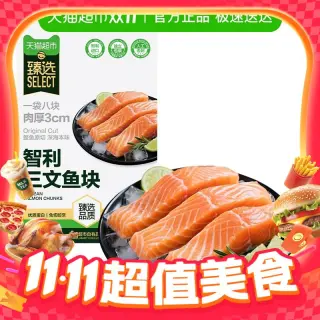 天猫超市双11 | 官方正品 极速送达
天猫超市
臻选
SELECT
一袋八块
肉厚3cm
Original Cut
智利
三文鱼块
SALMON CHUNKS
臻选
品质
11·11超值美食